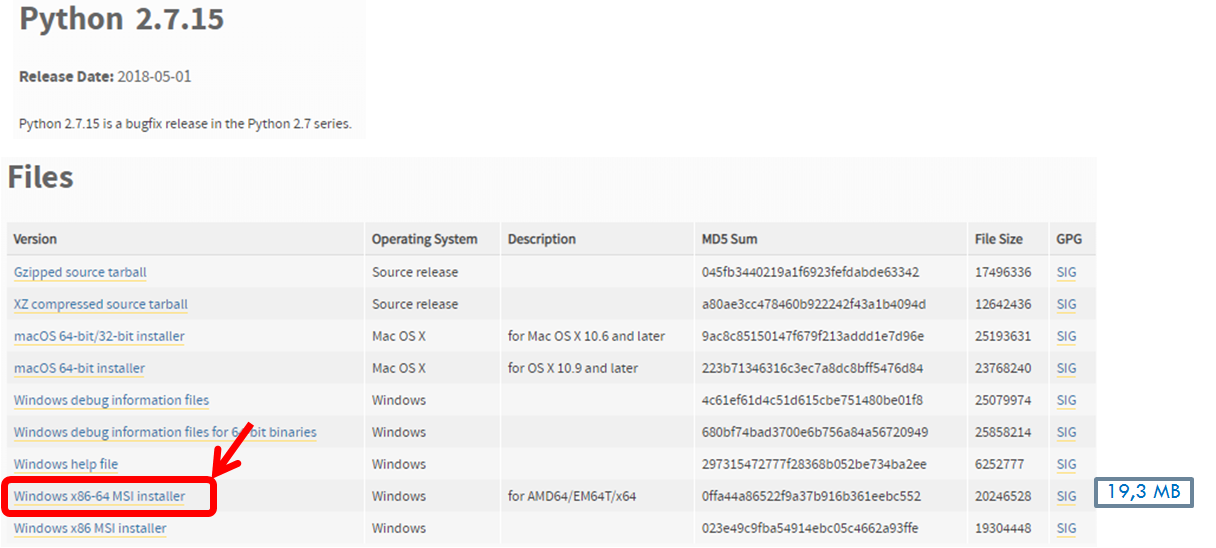 Python 2.7.15
Release Date: 2018-05-01
Python 2.7.15 is a bugfix release in the Python 2.7 series.
Files
Version Operating System Description MD5 Sum File Size GPG
Gzipped source tarball Source release 045fb3440219a1f6923fefdabde63342 17496336 SIG
XZ compressed source tarball Source release a80ae3cc478460b922242f43a1b4094d 12642436 SIG
macOS 64-bit/32-bit installer Mac OS X for Mac OS X 10.6 and later 9ac8c85150147f679f213addd1e7d96e 25193631 SIG
macOS 64-bit installer Mac OS X for OS X 10.9 and later 223b71346316c3ec7a8dc8bff5476d84 23768240 SIG
Windows debug information files Windows 4c61ef61d4c51d615cbe751480be01f8 25079974 SIG
Windows debug information files for 64-bit binaries Windows 680bf74bad3700e6b756a84a56720949 25858214 SIG
Windows help file Windows 297315472777f28368b052be734ba2ee 6252777 SIG
Windows x86-64 MSI installer Windows for AMD64/EM64T/x64 0ffa44a86522f9a37b916b361eebc552 20246528 SIG 19,3 MB
Windows x86 MSI installer Windows 023e49c9fba54914ebc05c4662a93ffe 19304448 SIG